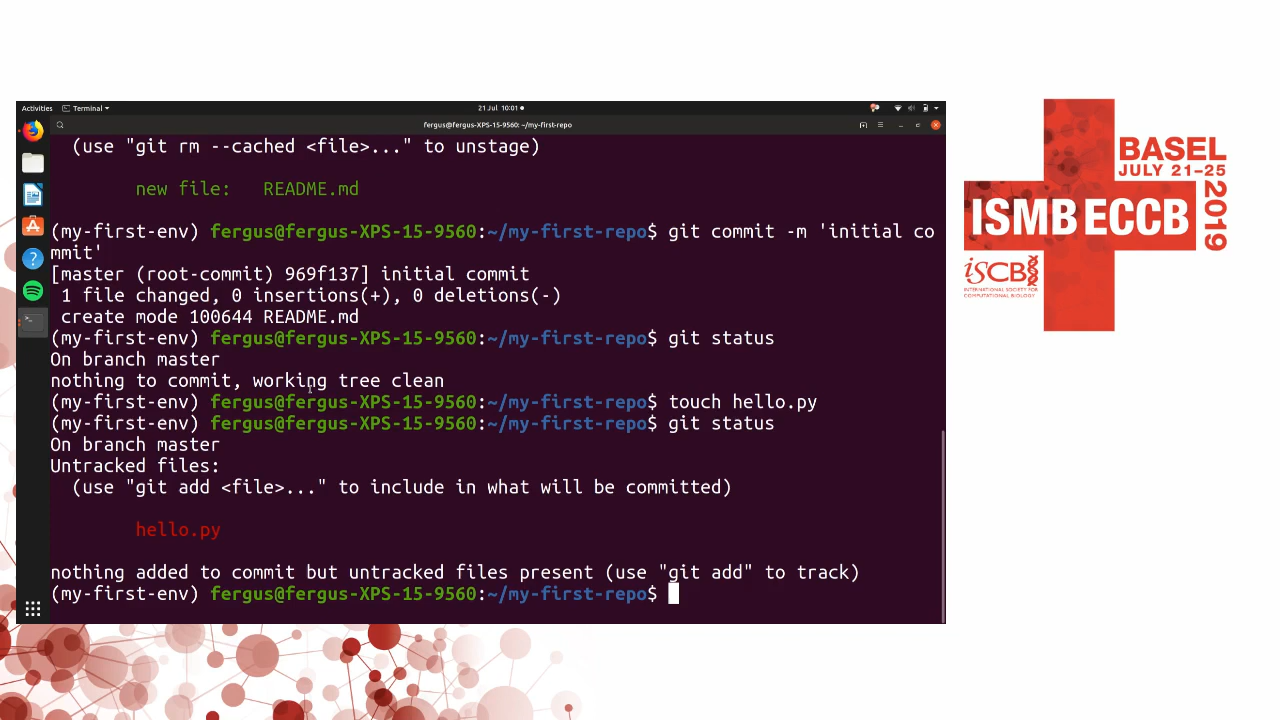 Activities Terminal 21 Jul 10:01
fergus@fergus-XPS-15-9560: ~/my-first-repo
(use "git rm --cached <file>..." to unstage)
new file: README.md
(my-first-env) fergus@fergus-XPS-15-9560:~/my-first-repo$ git commit -m 'initial co
mmit'
[master (root-commit) 969f137] initial commit
1 file changed, 0 insertions(+), 0 deletions(-)
create mode 100644 README.md
(my-first-env) fergus@fergus-XPS-15-9560:~/my-first-repo$ git status
On branch master
nothing to commit, working tree clean
(my-first-env) fergus@fergus-XPS-15-9560:~/my-first-repo$ touch hello.py
(my-first-env) fergus@fergus-XPS-15-9560:~/my-first-repo$ git status
On branch master
Untracked files:
(use "git add <file>..." to include in what will be committed)
hello.py
nothing added to commit but untracked files present (use "git add" to track)
(my-first-env) fergus@fergus-XPS-15-9560:~/my-first-repo$
BASEL
JULY 21–25
2019
ISMB ECCB
iSCB
INTERNATIONAL SOCIETY FOR
COMPUTATIONAL BIOLOGY